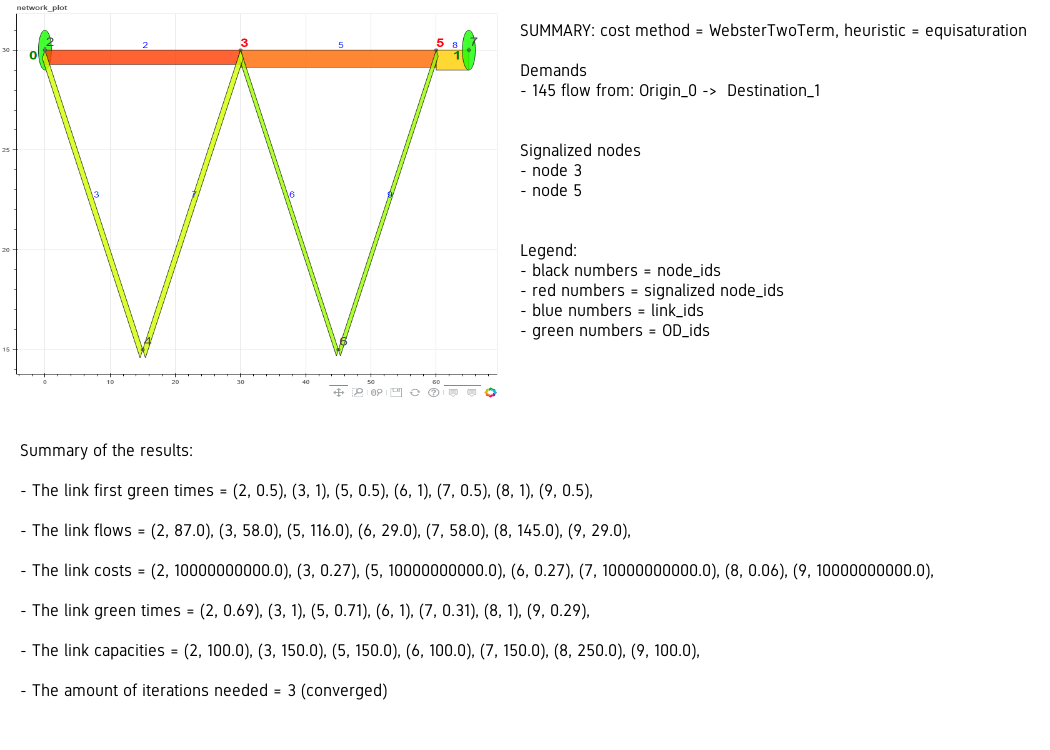 network_plot
SUMMARY: cost method = WebsterTwoTerm, heuristic = equisaturation
Demands
- 145 flow from: Origin_0 -> Destination_1
Signalized nodes
- node 3
- node 5
Legend:
- black numbers = node_ids
- red numbers = signalized node_ids
- blue numbers = link_ids
- green numbers = OD_ids
2 2 3 5 5 8 7
30 0 1
25
3 7 6 9
20
4 6
15
0 10 20 30 40 50 60
Summary of the results:
- The link first green times = (2, 0.5), (3, 1), (5, 0.5), (6, 1), (7, 0.5), (8, 1), (9, 0.5),
- The link flows = (2, 87.0), (3, 58.0), (5, 116.0), (6, 29.0), (7, 58.0), (8, 145.0), (9, 29.0),
- The link costs = (2, 10000000000.0), (3, 0.27), (5, 10000000000.0), (6, 0.27), (7, 10000000000.0), (8, 0.06), (9, 10000000000.0),
- The link green times = (2, 0.69), (3, 1), (5, 0.71), (6, 1), (7, 0.31), (8, 1), (9, 0.29),
- The link capacities = (2, 100.0), (3, 150.0), (5, 150.0), (6, 100.0), (7, 150.0), (8, 250.0), (9, 100.0),
- The amount of iterations needed = 3 (converged)